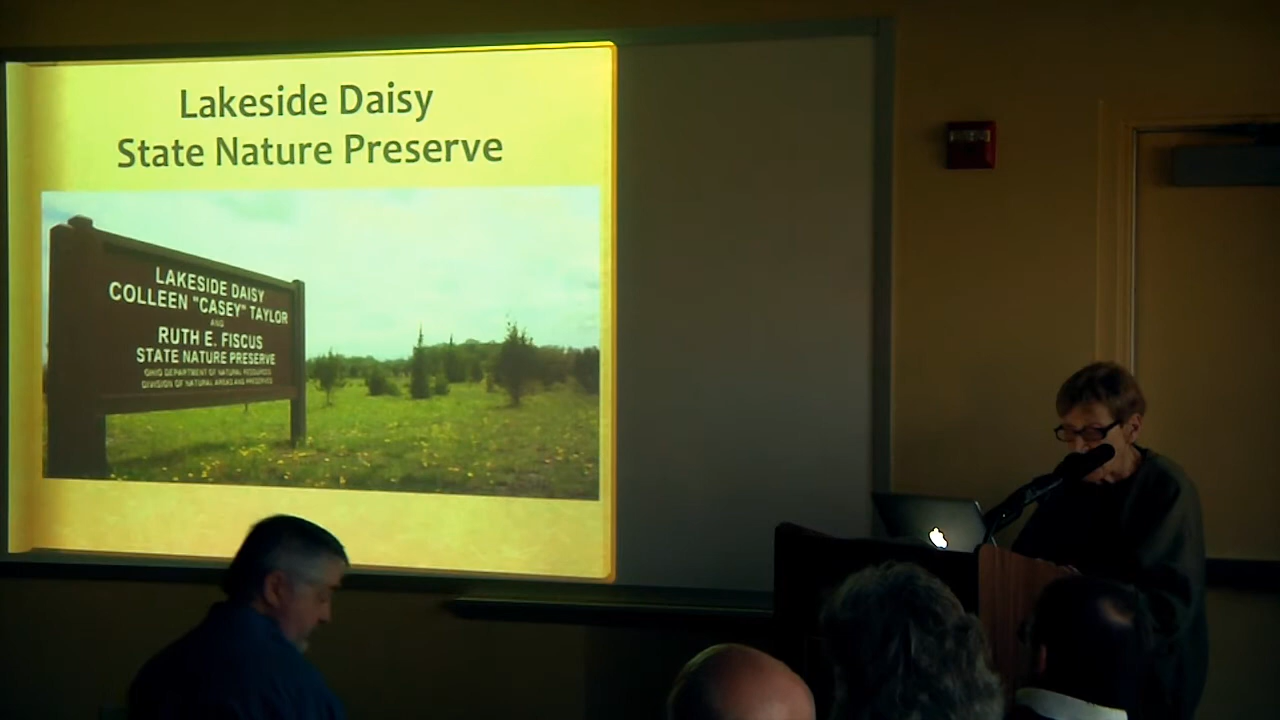 Lakeside Daisy
State Nature Preserve
LAKESIDE DAISY
COLLEEN "CASEY" TAYLOR
AND
RUTH E. FISCUS
STATE NATURE PRESERVE
OHIO DEPARTMENT OF NATURAL RESOURCES
DIVISION OF NATURAL AREAS AND PRESERVES